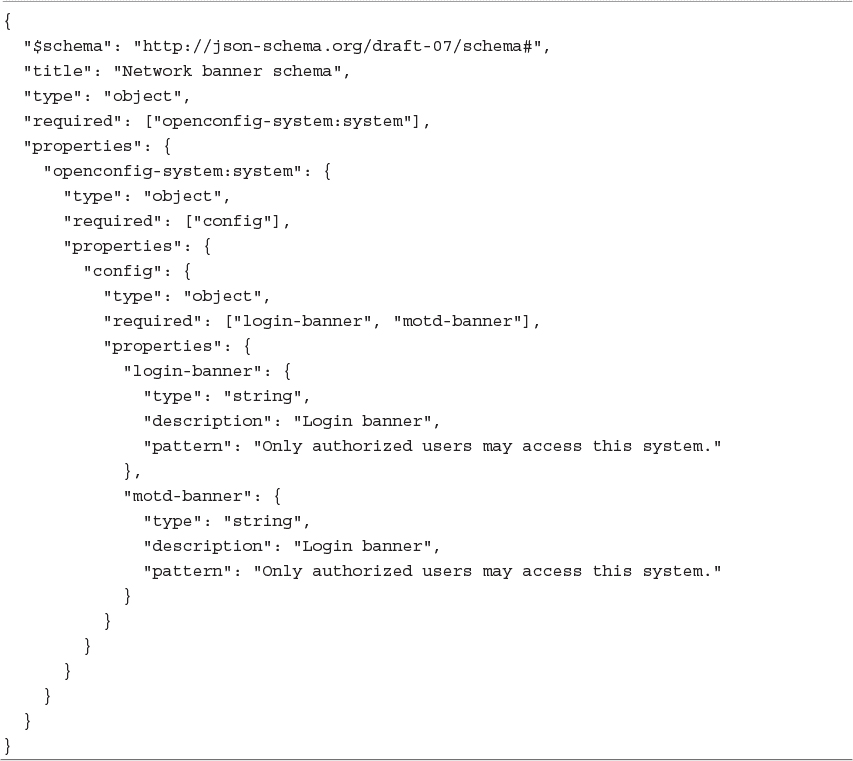 {
  "$schema": "http://json-schema.org/draft-07/schema#",
  "title": "Network banner schema",
  "type": "object",
  "required": ["openconfig-system:system"],
  "properties": {
    "openconfig-system:system": {
      "type": "object",
      "required": ["config"],
      "properties": {
        "config": {
          "type": "object",
          "required": ["login-banner", "motd-banner"],
          "properties": {
            "login-banner": {
              "type": "string",
              "description": "Login banner",
              "pattern": "Only authorized users may access this system."
            },
            "motd-banner": {
              "type": "string",
              "description": "Login banner",
              "pattern": "Only authorized users may access this system."
            }
          }
        }
      }
    }
  }
}